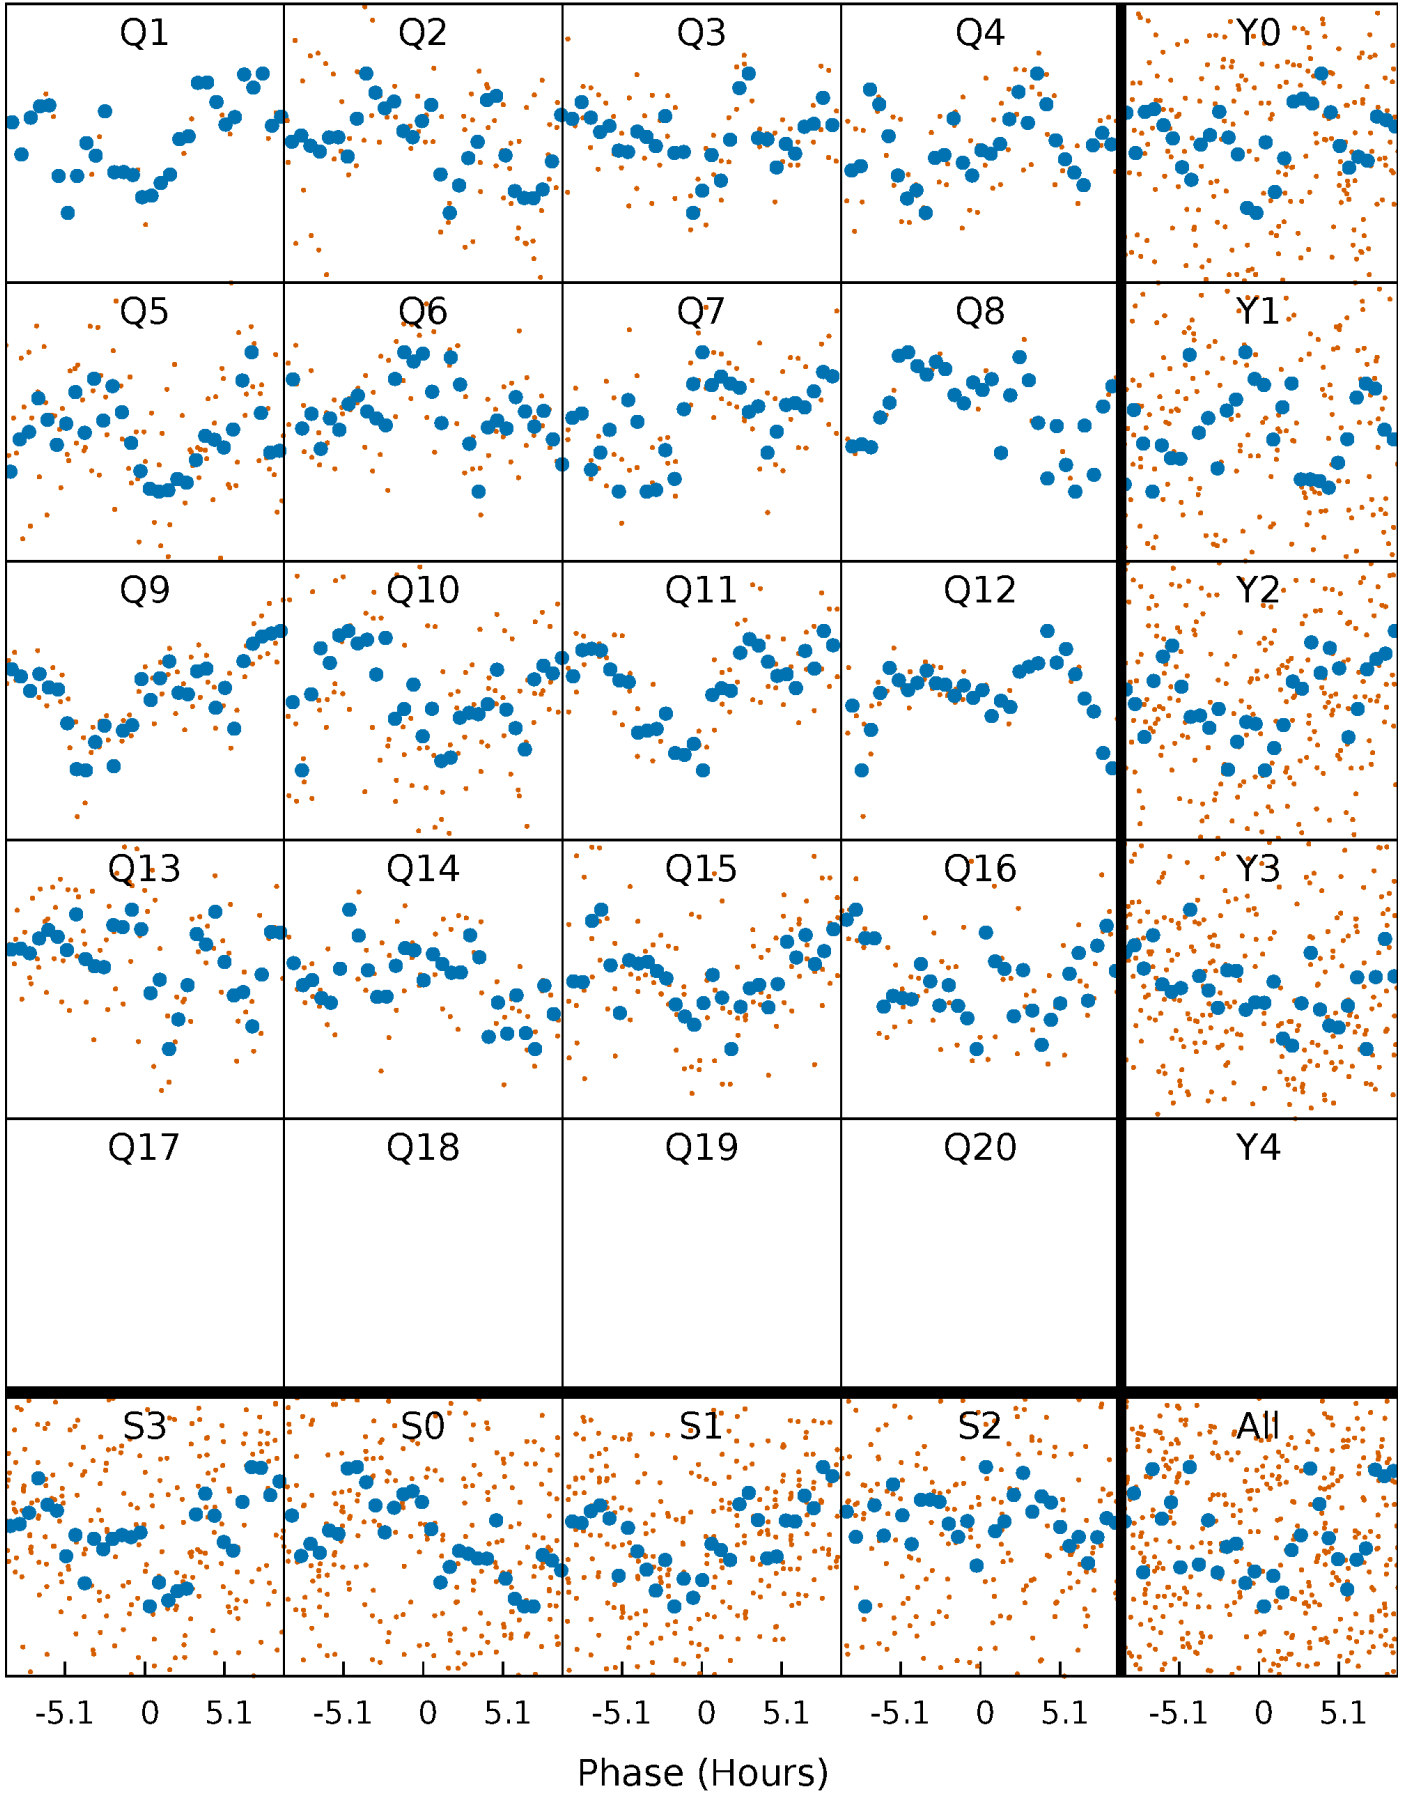 Q1 Q2 Q3 Q4 Y0
Q5 Q6 Q7 Q8 Y1
Q9 Q10 Q11 Q12 Y2
Q13 Q14 Q15 Q16 Y3
Q17 Q18 Q19 Q20 Y4
S3 S0 S1 S2 All
-5.1 0 5.1 -5.1 0 5.1 -5.1 0 5.1 -5.1 0 5.1 -5.1 0 5.1
Phase (Hours)